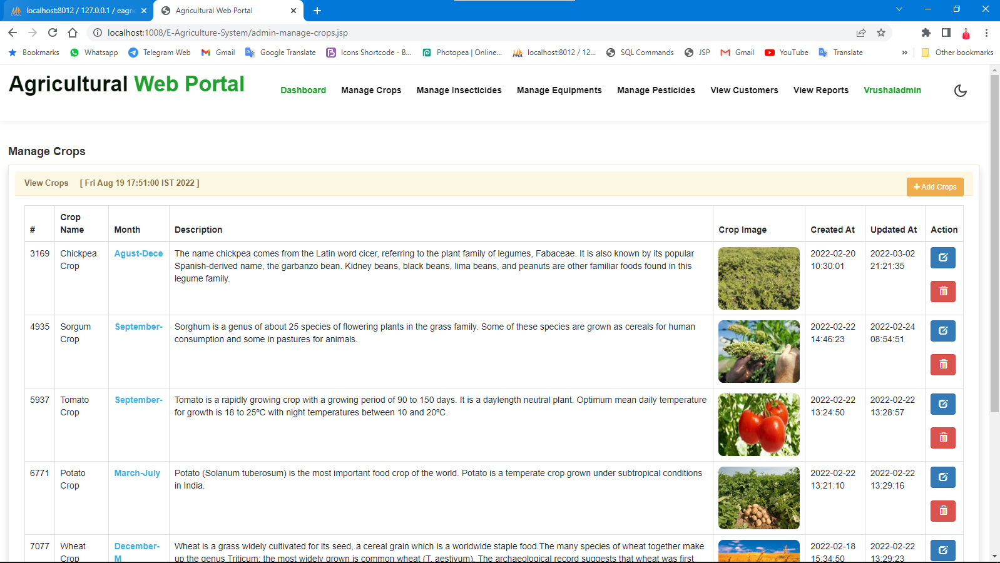 localhost:8012 / 127.0.0.1 / eagri
Agricultural Web Portal
localhost:1008/E-Agriculture-System/admin-manage-crops.jsp
Bookmarks
Whatsapp
Telegram Web
Gmail
Google Translate
Icons Shortcode - B...
Photopea | Online...
localhost:8012 / 12...
SQL Commands
JSP
Gmail
YouTube
Translate
»
Other bookmarks
Agricultural Web Portal
Dashboard
Manage Crops
Manage Insecticides
Manage Equipments
Manage Pesticides
View Customers
View Reports
Vrushaladmin
Manage Crops
View Crops [ Fri Aug 19 17:51:00 IST 2022 ]
Add Crops
#
Crop
Name
Month
Description
Crop Image
Created At
Updated At
Action
3169
Chickpea
Crop
Agust-Dece
The name chickpea comes from the Latin word cicer, referring to the plant family of legumes, Fabaceae. It is also known by its popular
Spanish-derived name, the garbanzo bean. Kidney beans, black beans, lima beans, and peanuts are other familiar foods found in this
legume family.
2022-02-20
10:30:01
2022-03-02
21:21:35
4935
Sorgum
Crop
September-
Sorghum is a genus of about 25 species of flowering plants in the grass family. Some of these species are grown as cereals for human
consumption and some in pastures for animals.
2022-02-22
14:46:23
2022-02-24
08:54:51
5937
Tomato
Crop
September-
Tomato is a rapidly growing crop with a growing period of 90 to 150 days. It is a daylength neutral plant. Optimum mean daily temperature
for growth is 18 to 25ºC with night temperatures between 10 and 20ºC.
2022-02-22
13:24:50
2022-02-22
13:28:57
6771
Potato
Crop
March-July
Potato (Solanum tuberosum) is the most important food crop of the world. Potato is a temperate crop grown under subtropical conditions
in India.
2022-02-22
13:21:10
2022-02-22
13:29:16
7077
Wheat
Crop
December-
M
Wheat is a grass widely cultivated for its seed, a cereal grain which is a worldwide staple food.The many species of wheat together make
up the genus Triticum; the most widely grown is common wheat (T. aestivum). The archaeological record suggests that wheat was first
2022-02-18
15:34:50
2022-02-22
13:29:23